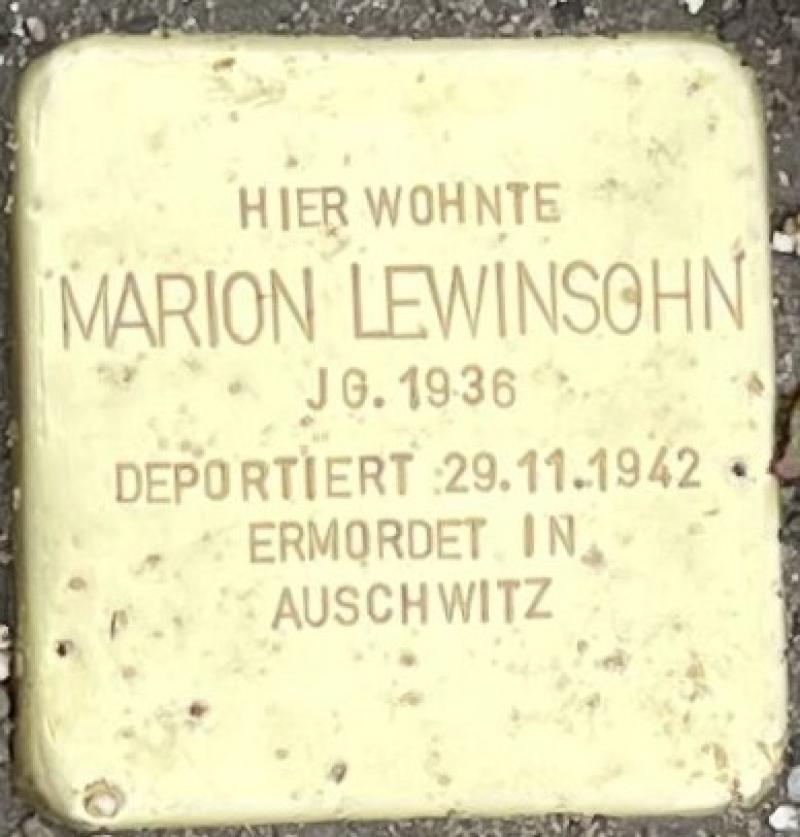 HIER WOHNTE
MARION LEWINSOHN
JG. 1936
DEPORTIERT 29.11.1942
ERMORDET IN
AUSCHWITZ